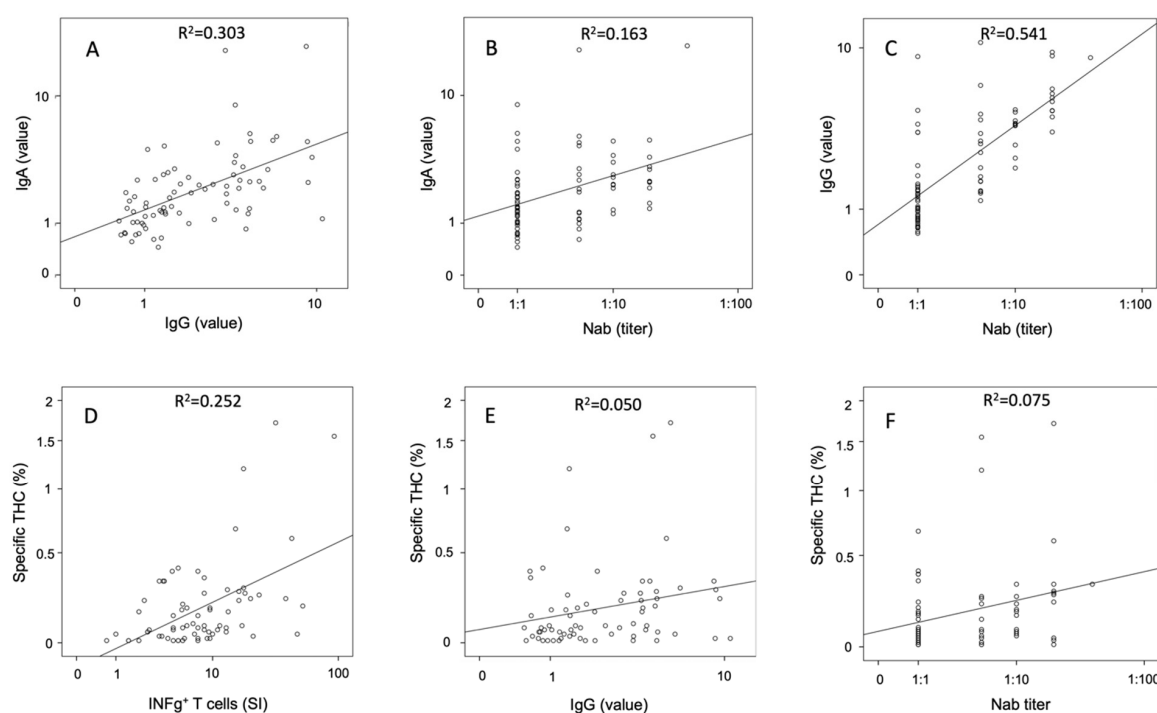 A
R²=0.303
IgA (value)
10
1
0
0
1
10
IgG (value)
B
R²=0.163
IgA (value)
10
1
0
0
1:1
1:10
1:100
Nab (titer)
C
R²=0.541
IgG (value)
10
1
0
0
1:1
1:10
1:100
Nab (titer)
D
R²=0.252
Specific THC (%)
2
1.5
1
0.5
0
0
1
10
100
INFg⁺ T cells (SI)
E
R²=0.050
Specific THC (%)
2
1.5
1
0.5
0
0
1
10
IgG (value)
F
R²=0.075
Specific THC (%)
2
1.5
1
0.5
0
0
1:1
1:10
1:100
Nab titer